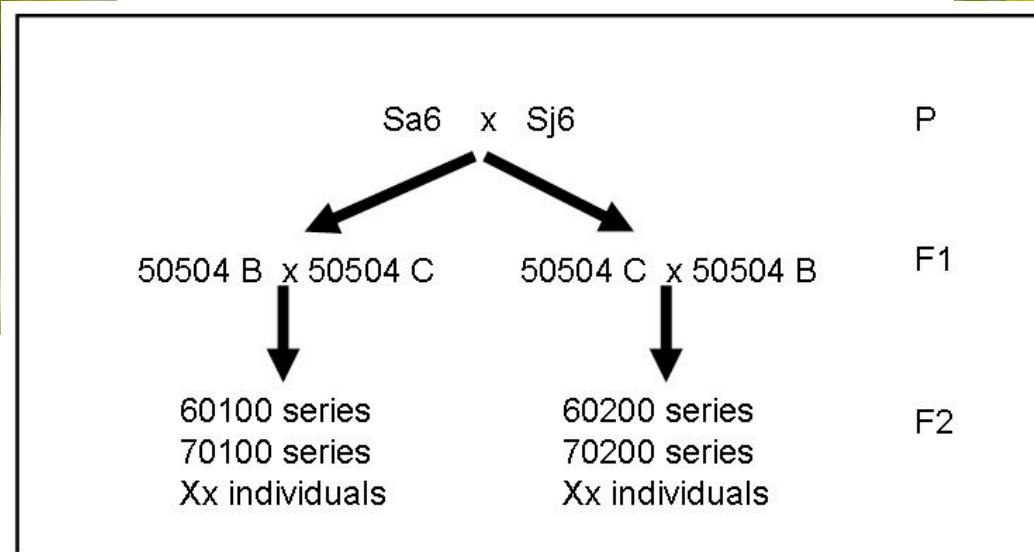 Sa6 x Sj6 P
50504 B x 50504 C 50504 C x 50504 B F1
60100 series 60200 series F2
70100 series 70200 series
Xx individuals Xx individuals